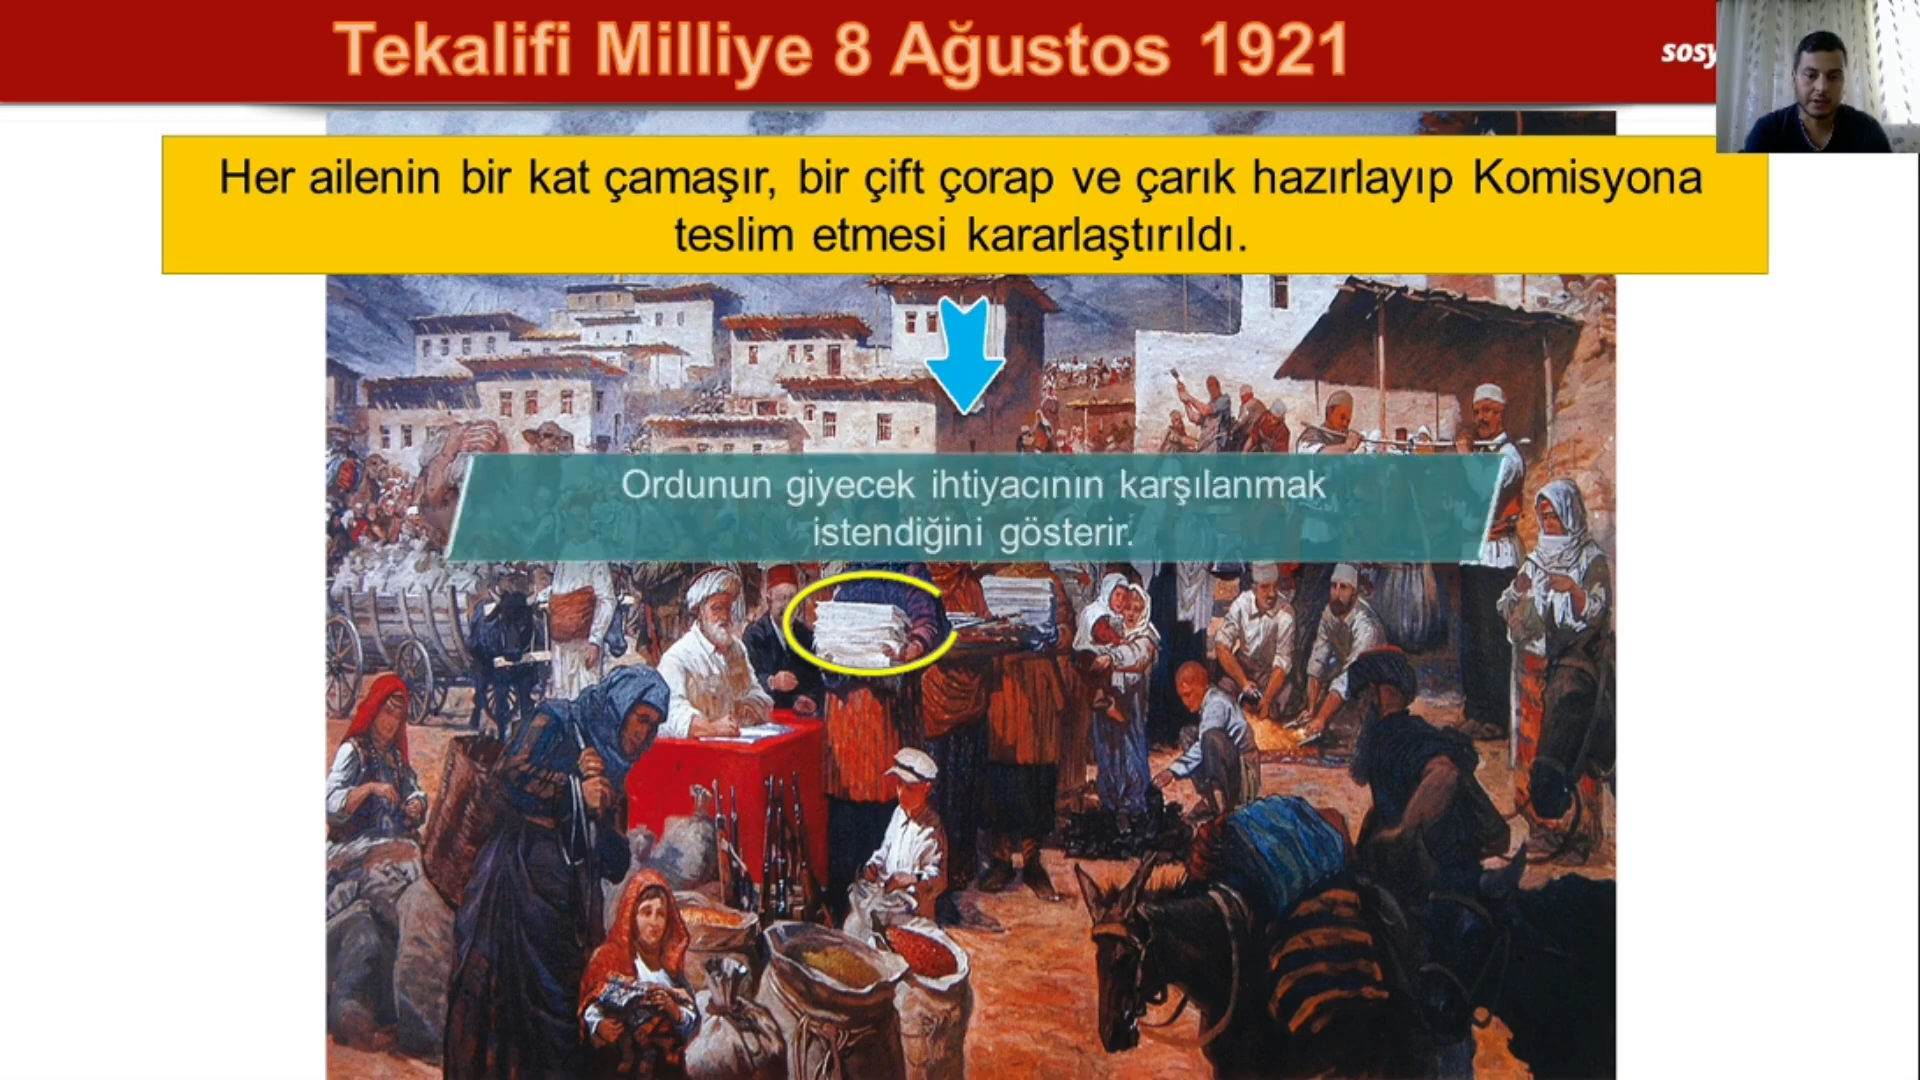 Tekalifi Milliye 8 Ağustos 1921
sosy
Her ailenin bir kat çamaşır, bir çift çorap ve çarık hazırlayıp Komisyona
teslim etmesi kararlaştırıldı.
Ordunun giyecek ihtiyacının karşılanmak
istendiğini gösterir.